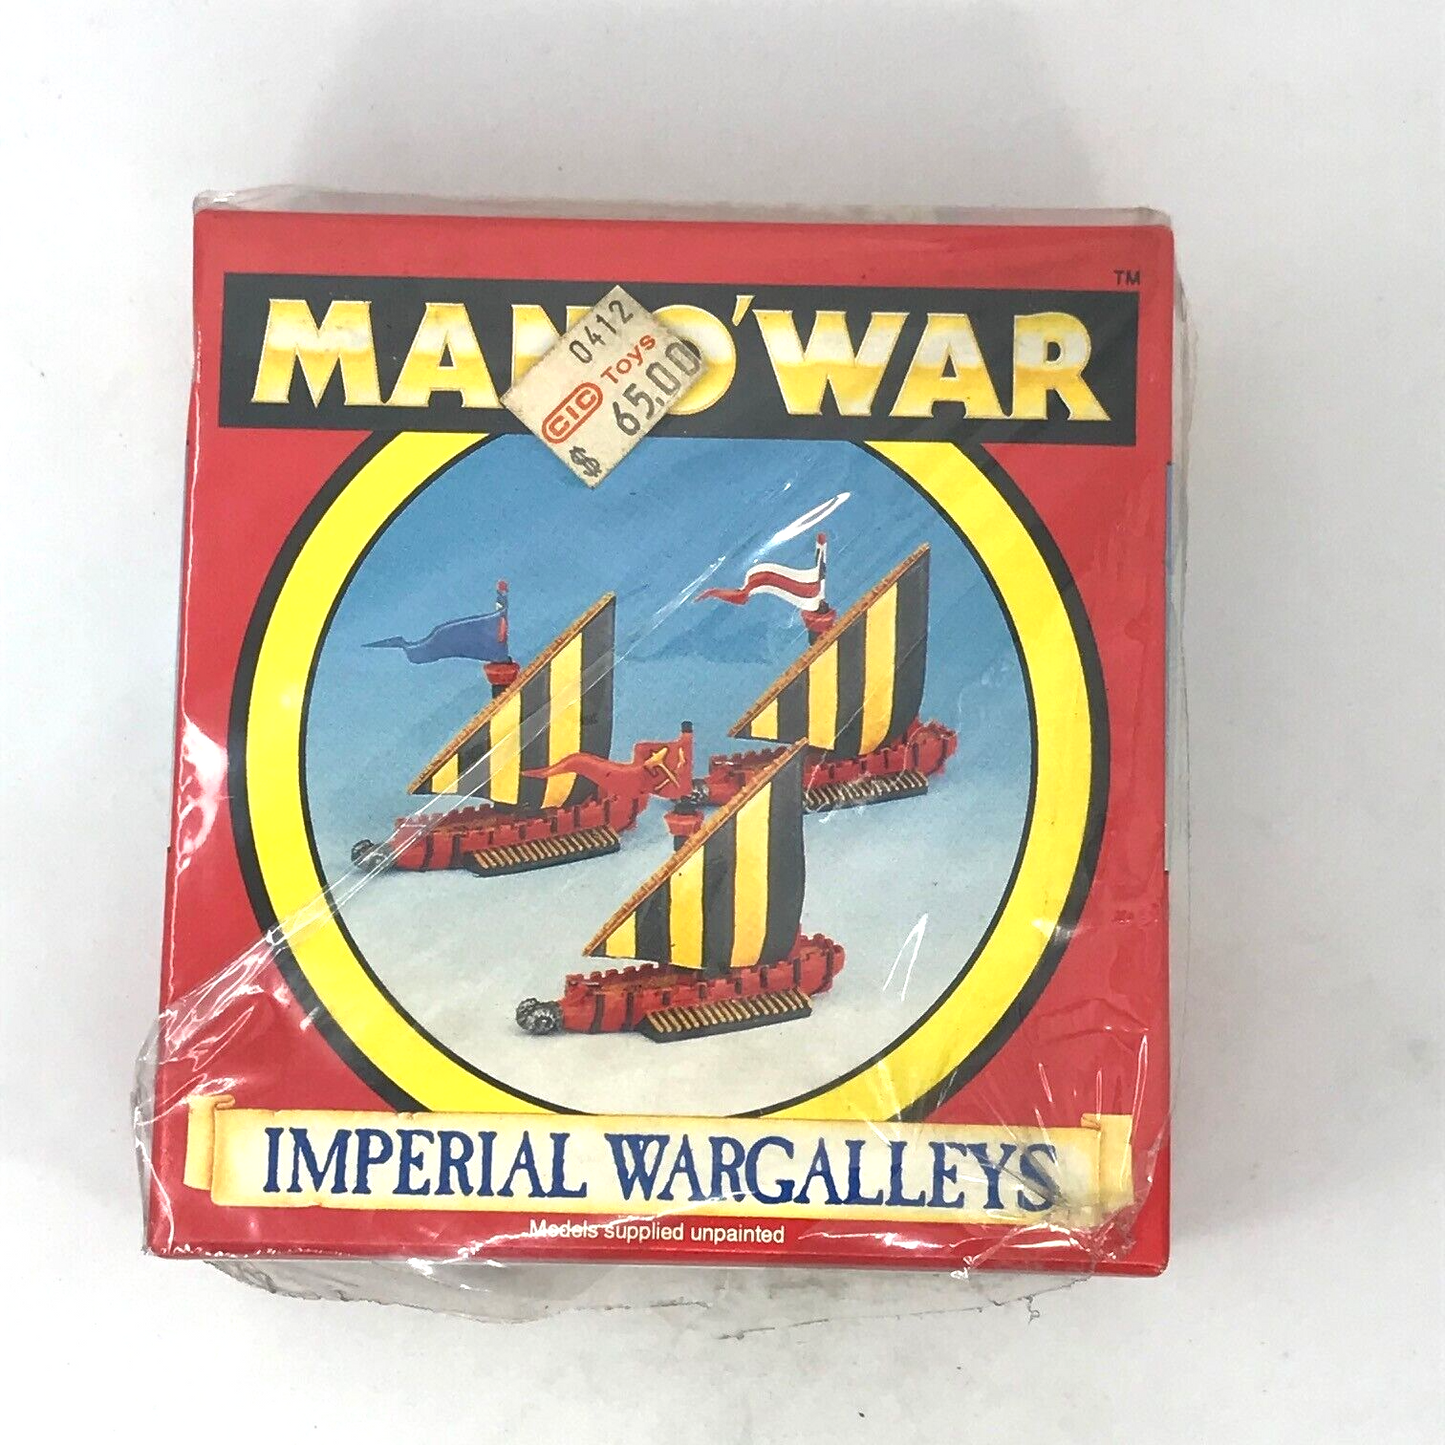 TM
MAN O'WAR
0412
CIC Toys
$ 65.00
IMPERIAL WARGALLEYS
Models supplied unpainted